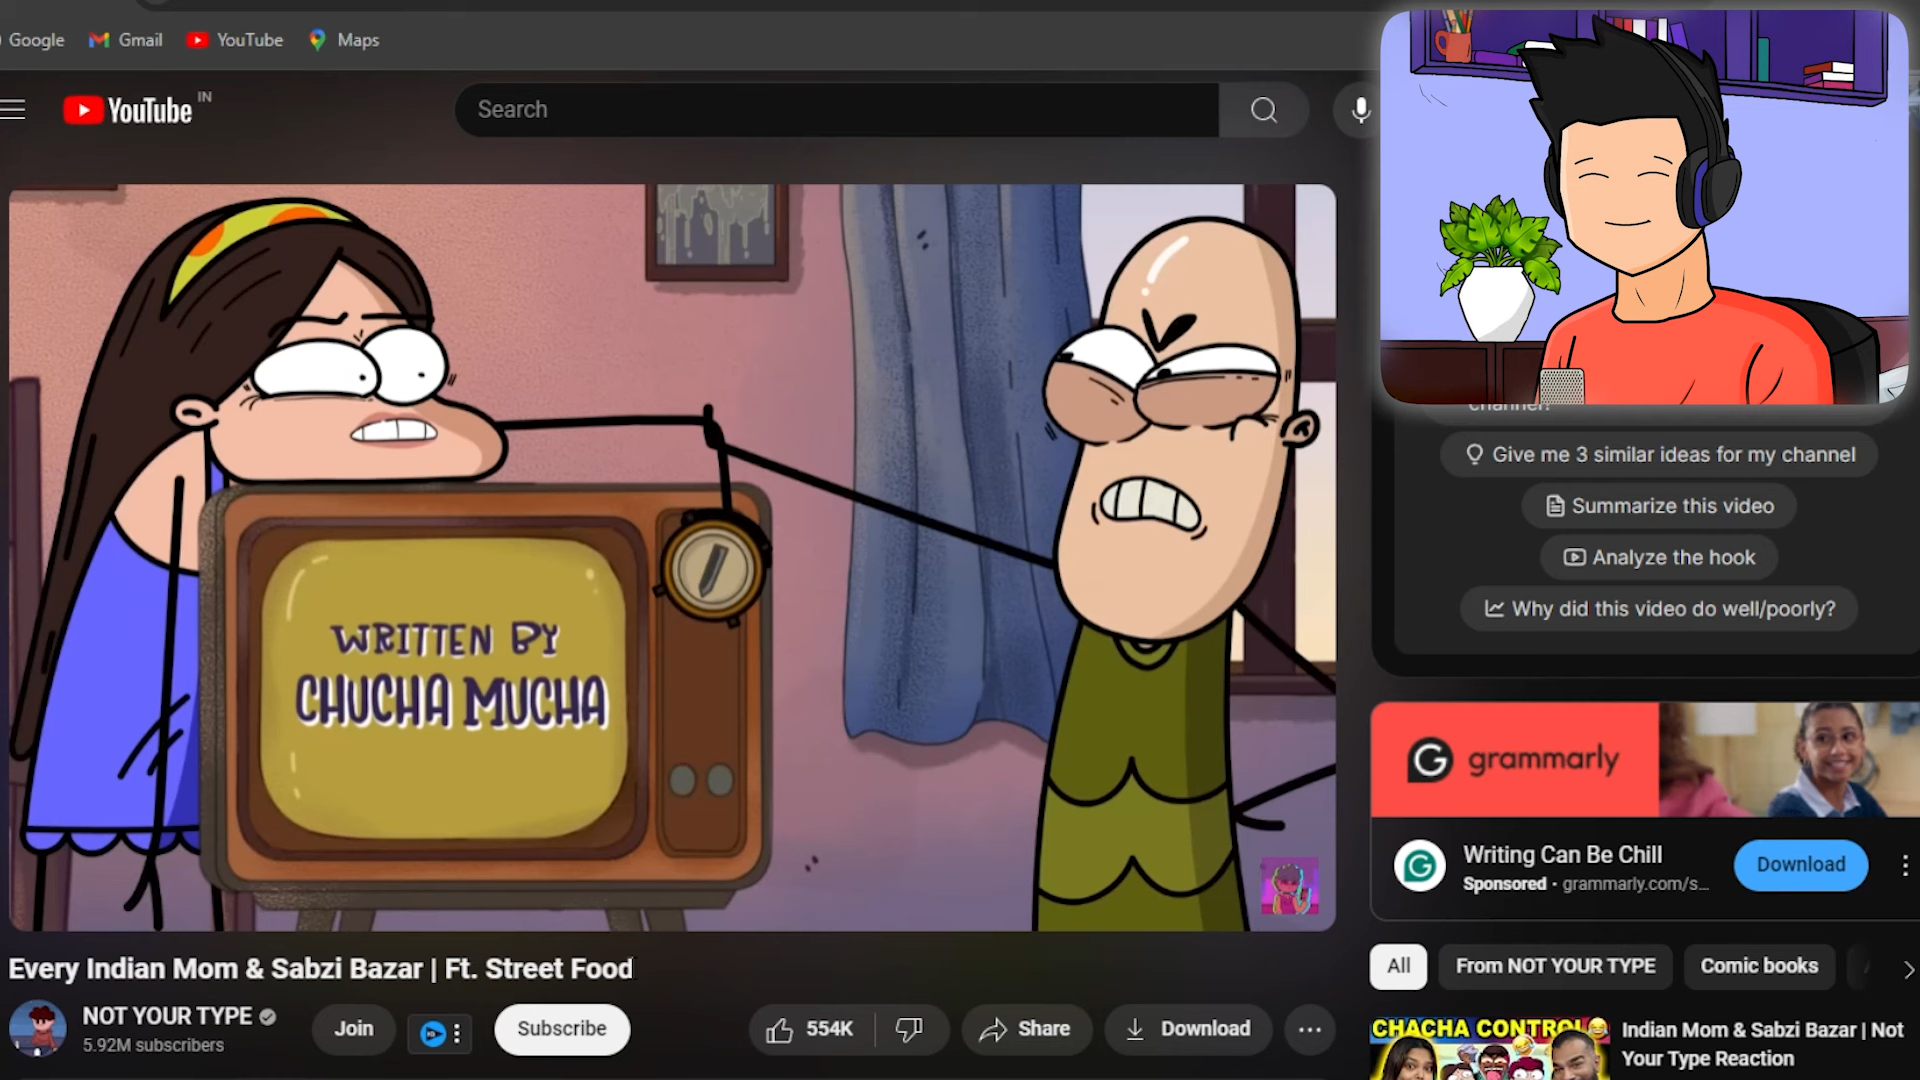 Google Gmail YouTube Maps
YouTube IN
Search
WRITTEN BY
CHUCHA MUCHA
channel!
Give me 3 similar ideas for my channel
Summarize this video
Analyze the hook
Why did this video do well/poorly?
grammarly
Writing Can Be Chill
Sponsored · grammarly.com/s...
Download
Every Indian Mom & Sabzi Bazar | Ft. Street Food
NOT YOUR TYPE
5.92M subscribers
Join
Subscribe
554K
Share
Download
All
From NOT YOUR TYPE
Comic books
CHACHA CONTROL
Indian Mom & Sabzi Bazar | Not
Your Type Reaction